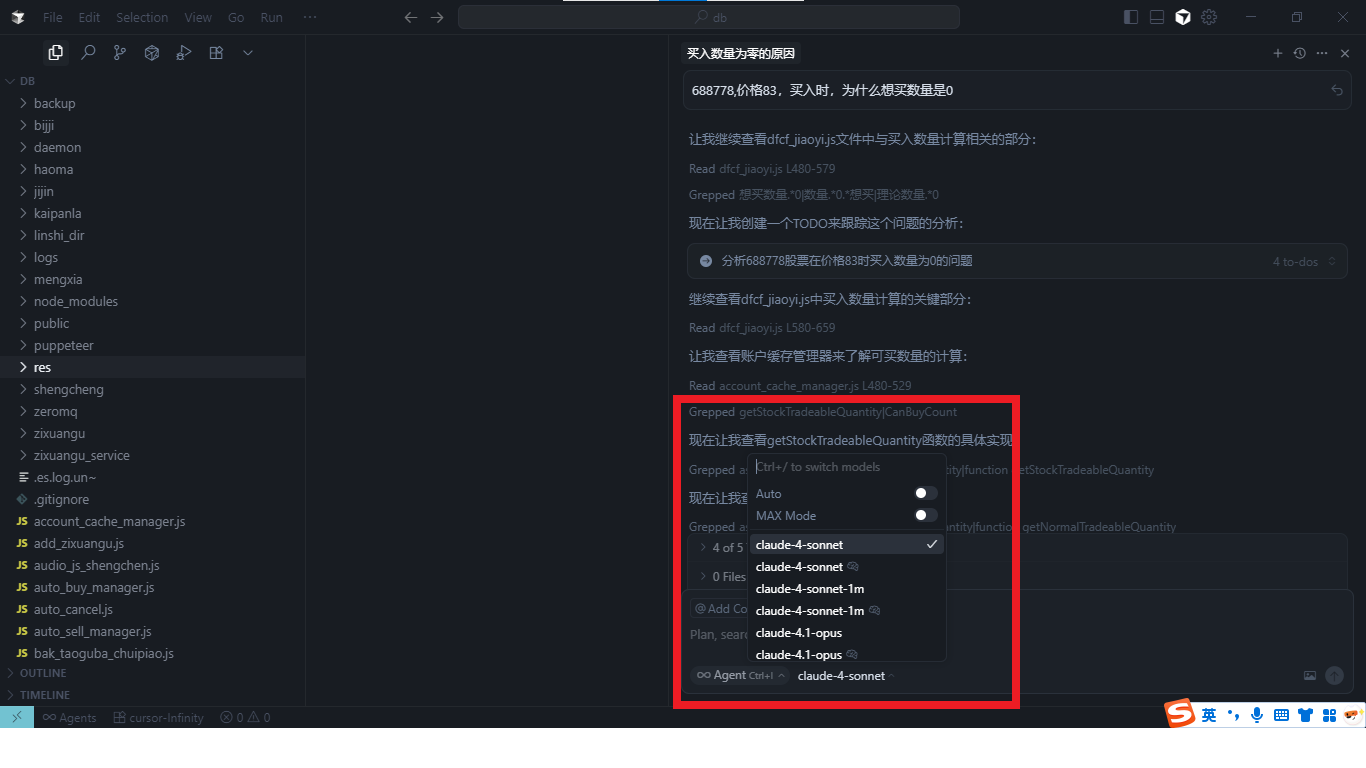 File Edit Selection View Go Run ···
db
DB
backup
bijji
daemon
haoma
jijin
kaipanla
linshi_dir
logs
mengxia
node_modules
public
puppeteer
res
shengcheng
zeromq
zixuangu
zixuangu_service
.es.log.un~
.gitignore
JS account_cache_manager.js
JS add_zixuangu.js
JS audio_js_shengchen.js
JS auto_buy_manager.js
JS auto_cancel.js
JS auto_sell_manager.js
JS bak_taoguba_chuipiao.js
OUTLINE
TIMELINE
买入数量为零的原因
688778,价格83，买入时，为什么想买数量是0
让我继续查看dfcf_jiaoyi.js文件中与买入数量计算相关的部分：
Read dfcf_jiaoyi.js L480-579
Grepped 想买数量.*0|数量.*0.*想买|理论数量.*0
现在让我创建一个TODO来跟踪这个问题的分析：
分析688778股票在价格83时买入数量为0的问题 4 to-dos
继续查看dfcf_jiaoyi.js中买入数量计算的关键部分：
Read dfcf_jiaoyi.js L580-659
让我查看账户缓存管理器来了解可买数量的计算：
Read account_cache_manager.js L480-529
Grepped getStockTradeableQuantity|CanBuyCount
现在让我查看getStockTradeableQuantity函数的具体实现
Grepped as
tity|function getStockTradeableQuantity
现在让我查
Grepped as
antity|function getNormalTradeableQuantity
4 of 5
0 Files
@ Add Co
Plan, searc
Ctrl+/ to switch models
Auto
MAX Mode
claude-4-sonnet
claude-4-sonnet
claude-4-sonnet-1m
claude-4-sonnet-1m
claude-4.1-opus
claude-4.1-opus
Agent Ctrl+I claude-4-sonnet
Agents cursor-Infinity 0 0
S 英